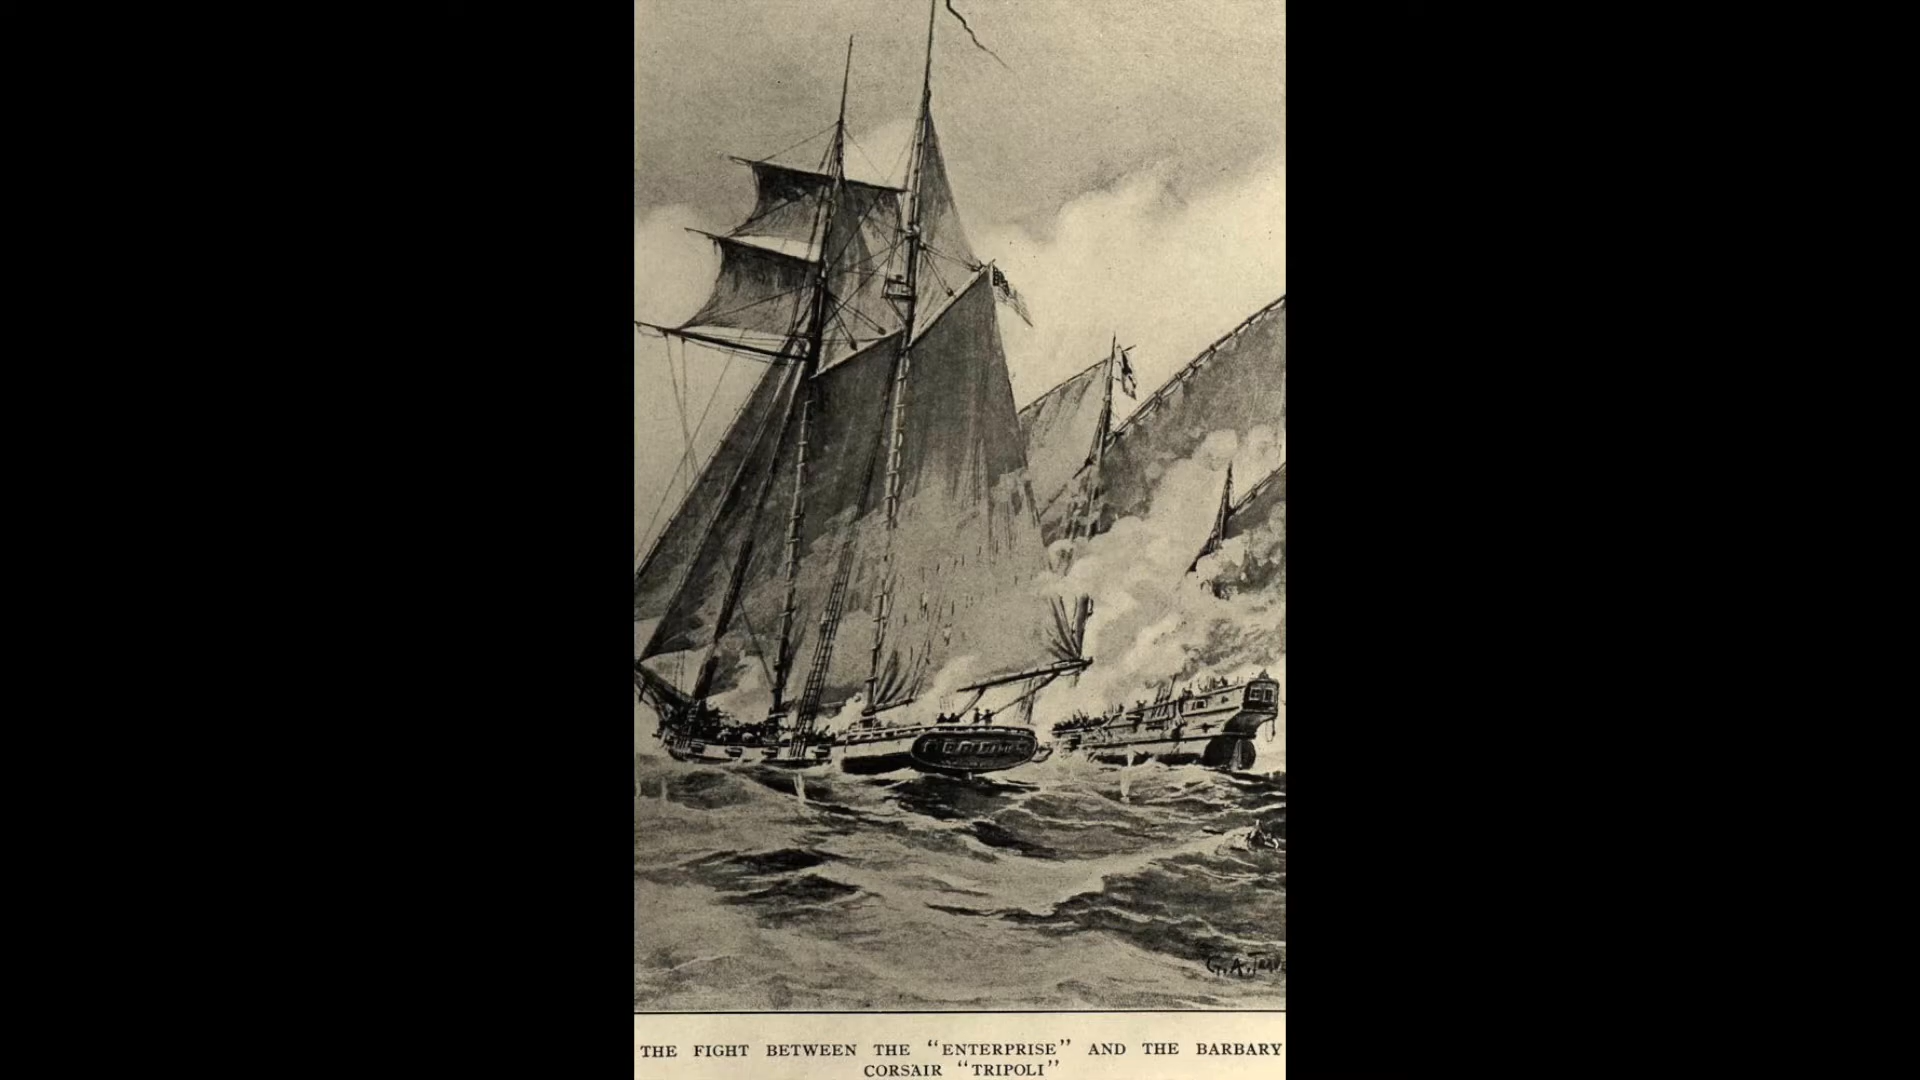 G. A.
THE FIGHT BETWEEN THE “ENTERPRISE” AND THE BARBARY
CORSAIR “TRIPOLI”